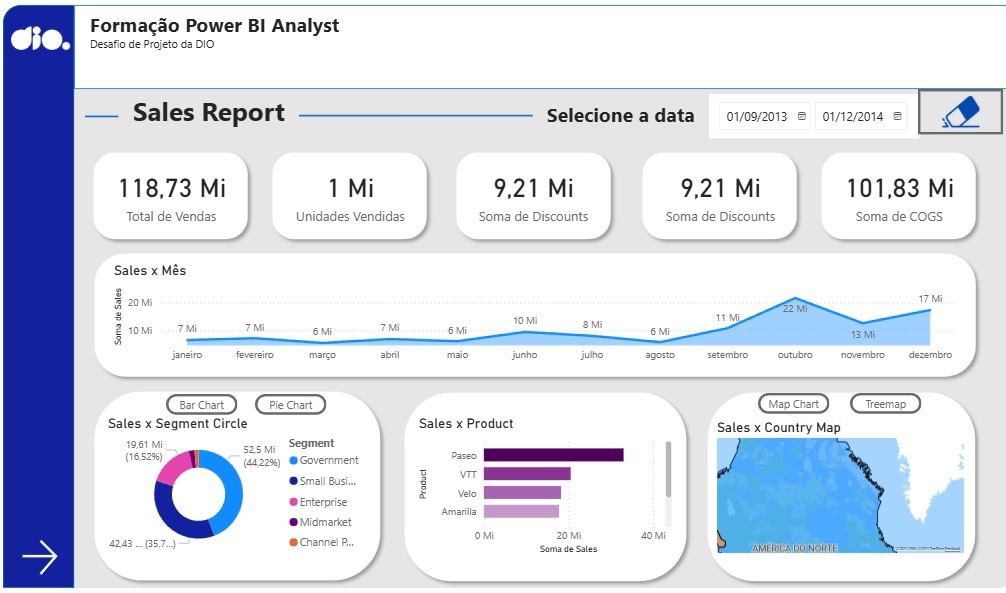 dio.
Formação Power BI Analyst
Desafio de Projeto da DIO
Sales Report
Selecione a data
01/09/2013
01/12/2014
118,73 Mi
Total de Vendas
1 Mi
Unidades Vendidas
9,21 Mi
Soma de Discounts
9,21 Mi
Soma de Discounts
101,83 Mi
Soma de COGS
Sales x Mês
Soma de Sales
20 Mi
10 Mi
7 Mi
7 Mi
6 Mi
7 Mi
6 Mi
10 Mi
8 Mi
6 Mi
11 Mi
22 Mi
13 Mi
17 Mi
janeiro
fevereiro
março
abril
maio
junho
julho
agosto
setembro
outubro
novembro
dezembro
Bar Chart
Pie Chart
Sales x Segment Circle
19,61 Mi
(16,52%)
52,5 Mi
(44,22%)
42,43 ... (35,7...)
Segment
Government
Small Busi...
Enterprise
Midmarket
Channel P...
Sales x Product
Product
Paseo
VTT
Velo
Amarilla
0 Mi
20 Mi
40 Mi
Soma de Sales
Map Chart
Treemap
Sales x Country Map
AMÉRICA DO NORTE